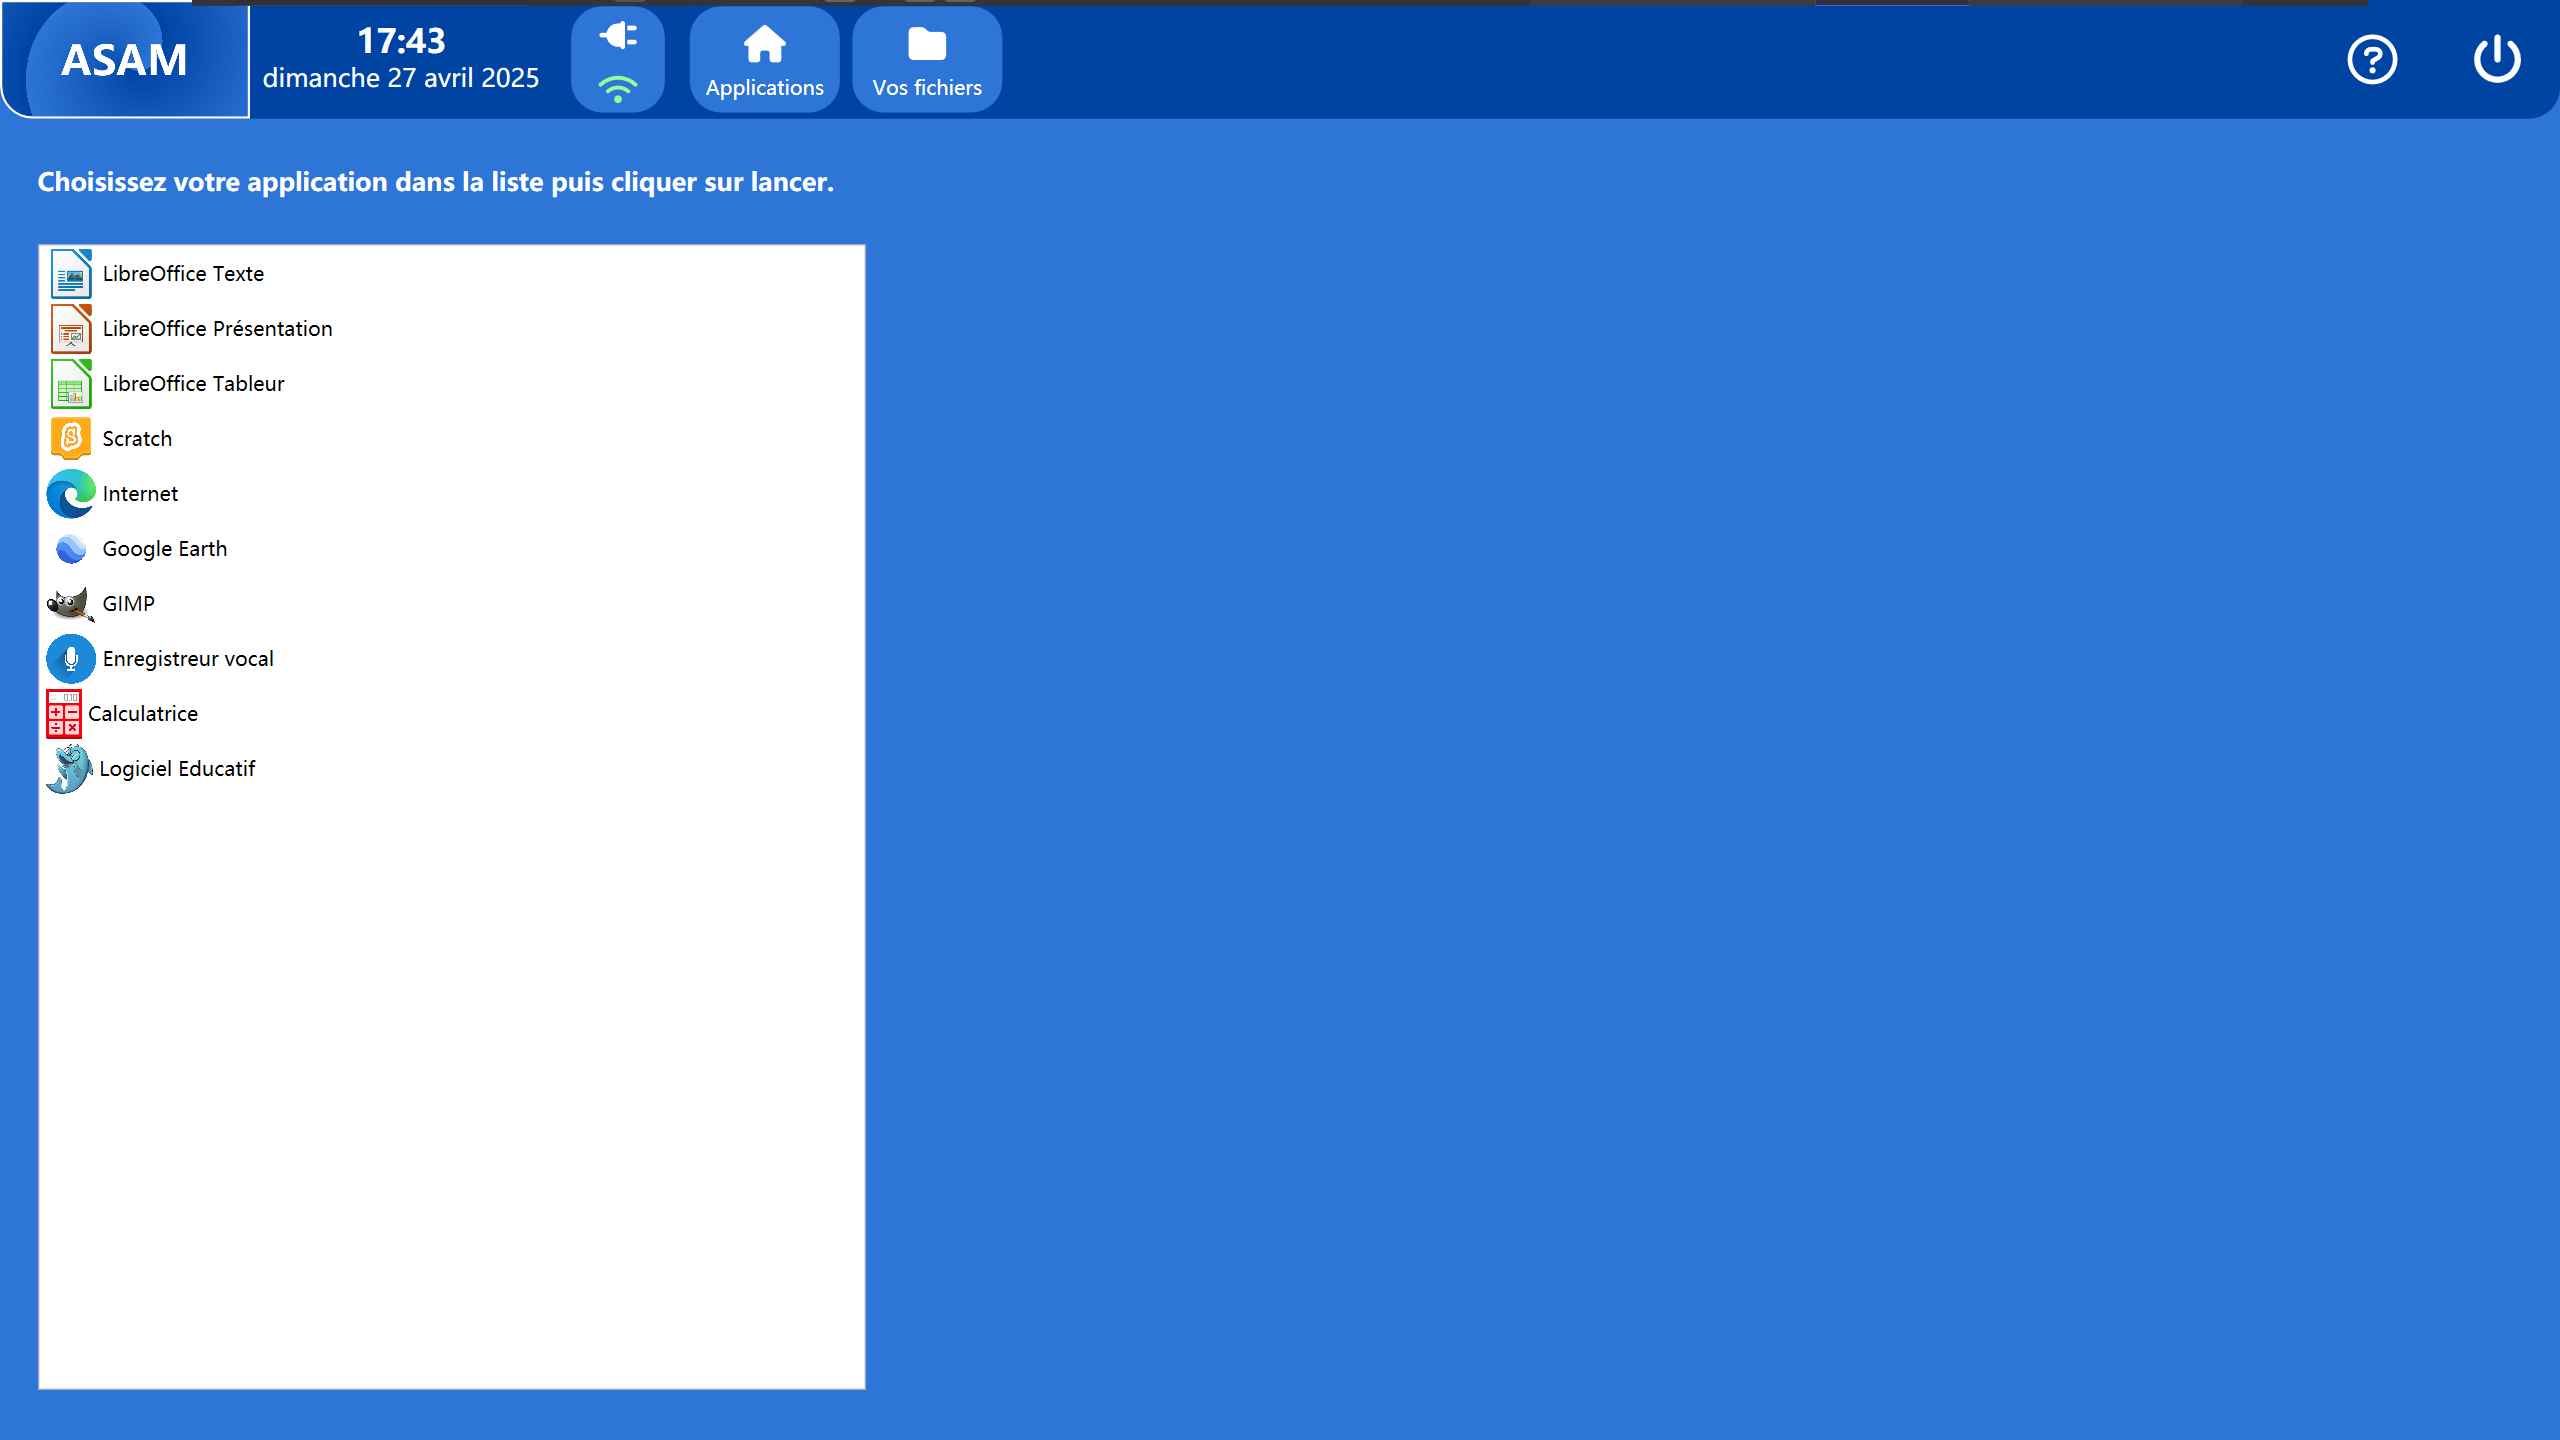 ASAM
17:43
dimanche 27 avril 2025
Applications
Vos fichiers
Choisissez votre application dans la liste puis cliquer sur lancer.
LibreOffice Texte
LibreOffice Présentation
LibreOffice Tableur
Scratch
Internet
Google Earth
GIMP
Enregistreur vocal
Calculatrice
Logiciel Educatif